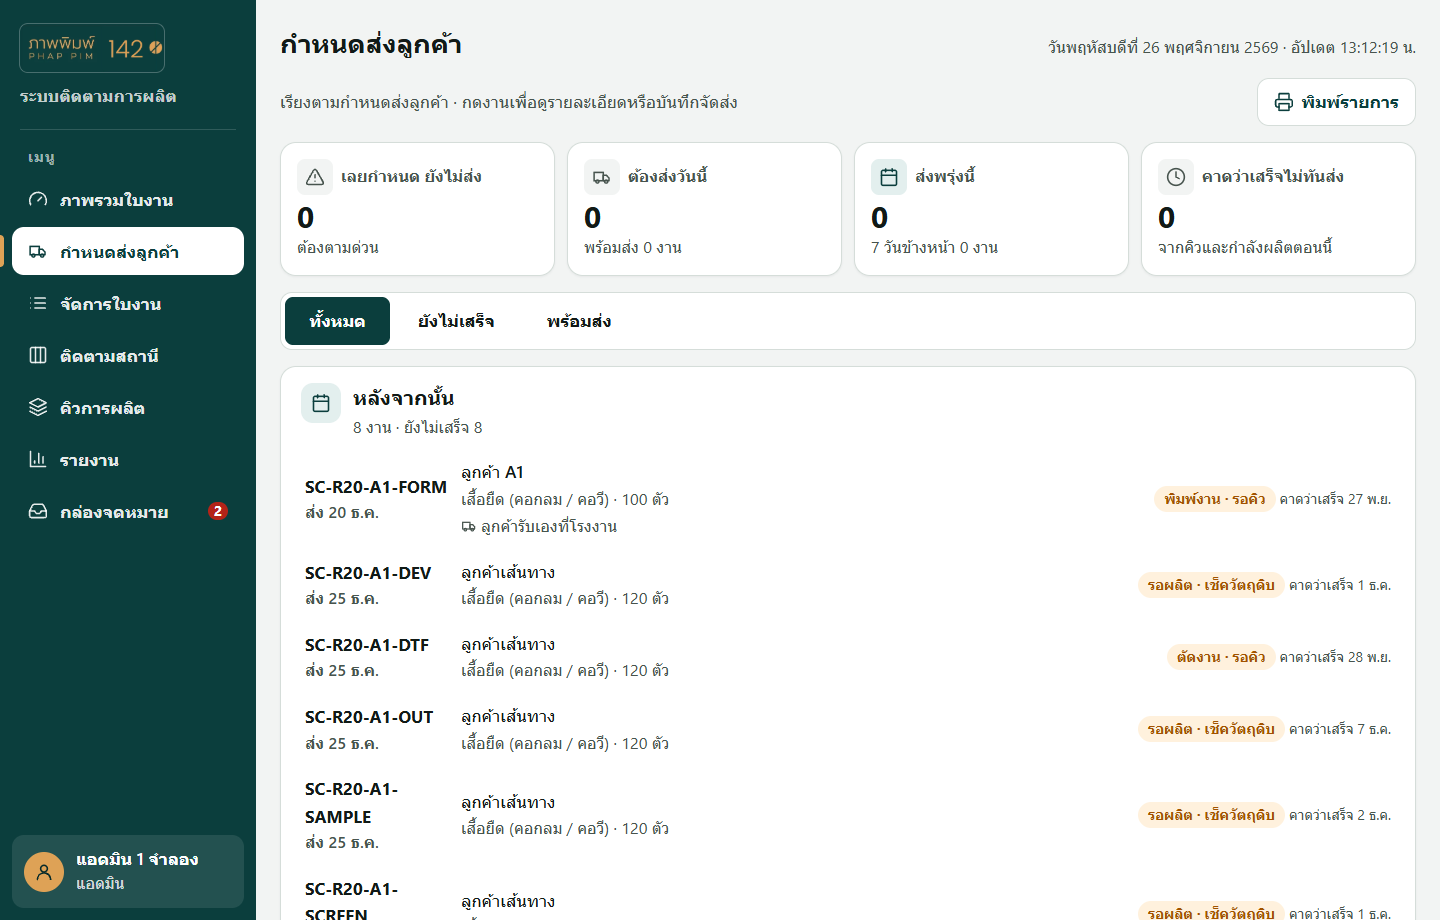 ภาพพิมพ์ 142
PHAP PIM
ระบบติดตามการผลิต
เมนู
ภาพรวมใบงาน
กำหนดส่งลูกค้า
จัดการใบงาน
ติดตามสถานี
คิวการผลิต
รายงาน
กล่องจดหมาย 2
แอดมิน 1 จำลอง
แอดมิน
กำหนดส่งลูกค้า
วันพฤหัสบดีที่ 26 พฤศจิกายน 2569 · อัปเดต 13:12:19 น.
เรียงตามกำหนดส่งลูกค้า · กดงานเพื่อดูรายละเอียดหรือบันทึกจัดส่ง
พิมพ์รายการ
เลยกำหนด ยังไม่ส่ง
0
ต้องตามด่วน
ต้องส่งวันนี้
0
พร้อมส่ง 0 งาน
ส่งพรุ่งนี้
0
7 วันข้างหน้า 0 งาน
คาดว่าเสร็จไม่ทันส่ง
0
จากคิวและกำลังผลิตตอนนี้
ทั้งหมด
ยังไม่เสร็จ
พร้อมส่ง
หลังจากนั้น
8 งาน · ยังไม่เสร็จ 8
SC-R20-A1-FORM
ส่ง 20 ธ.ค.
ลูกค้า A1
เสื้อยืด (คอกลม / คอวี) · 100 ตัว
ลูกค้ารับเองที่โรงงาน
พิมพ์งาน · รอคิว คาดว่าเสร็จ 27 พ.ย.
SC-R20-A1-DEV
ส่ง 25 ธ.ค.
ลูกค้าเส้นทาง
เสื้อยืด (คอกลม / คอวี) · 120 ตัว
รอผลิต · เช็ควัตถุดิบ คาดว่าเสร็จ 1 ธ.ค.
SC-R20-A1-DTF
ส่ง 25 ธ.ค.
ลูกค้าเส้นทาง
เสื้อยืด (คอกลม / คอวี) · 120 ตัว
ตัดงาน · รอคิว คาดว่าเสร็จ 28 พ.ย.
SC-R20-A1-OUT
ส่ง 25 ธ.ค.
ลูกค้าเส้นทาง
เสื้อยืด (คอกลม / คอวี) · 120 ตัว
รอผลิต · เช็ควัตถุดิบ คาดว่าเสร็จ 7 ธ.ค.
SC-R20-A1-
SAMPLE
ส่ง 25 ธ.ค.
ลูกค้าเส้นทาง
เสื้อยืด (คอกลม / คอวี) · 120 ตัว
รอผลิต · เช็ควัตถุดิบ คาดว่าเสร็จ 2 ธ.ค.
SC-R20-A1-
SCREEN
ลูกค้าเส้นทาง
รอผลิต · เช็ควัตถุดิบ คาดว่าเสร็จ 1 ธ.ค.